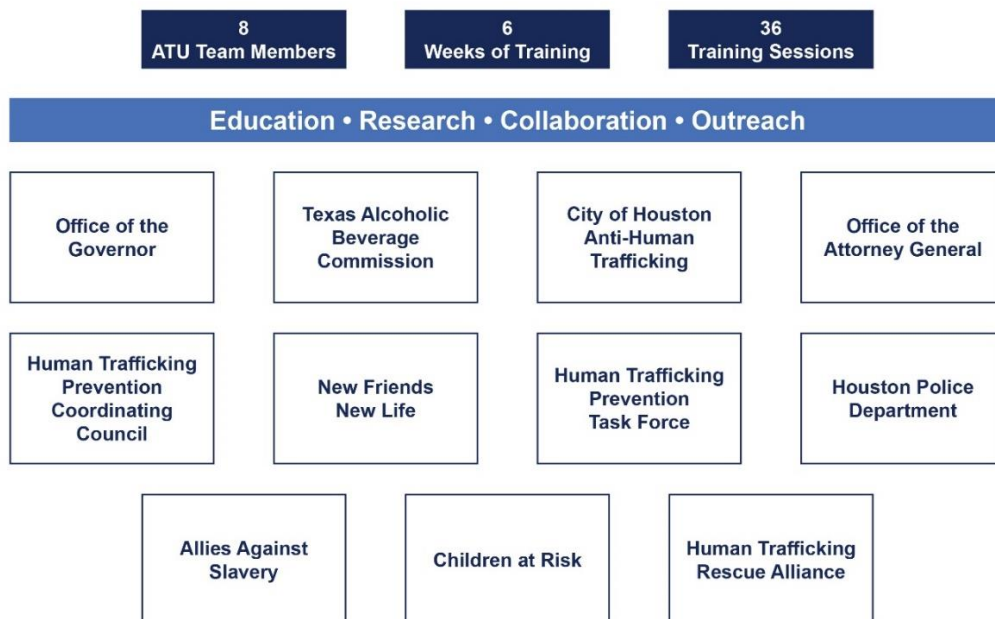 8
ATU Team Members
6
Weeks of Training
36
Training Sessions
Education • Research • Collaboration • Outreach
Office of the
Governor
Texas Alcoholic
Beverage
Commission
City of Houston
Anti-Human
Trafficking
Office of the
Attorney General
Human Trafficking
Prevention
Coordinating
Council
New Friends
New Life
Human Trafficking
Prevention
Task Force
Houston Police
Department
Allies Against
Slavery
Children at Risk
Human Trafficking
Rescue Alliance